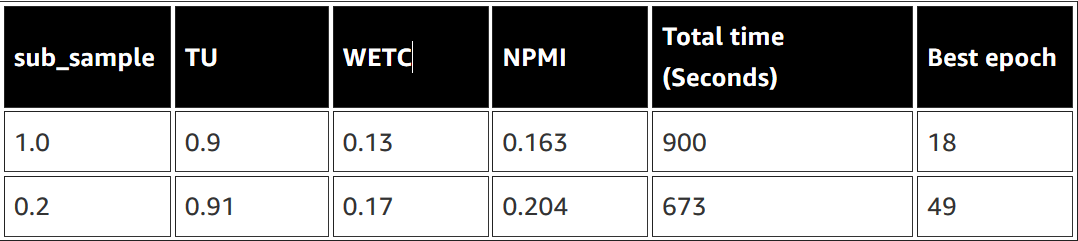 sub_sample TU WETC NPMI Total time (Seconds) Best epoch
1.0 0.9 0.13 0.163 900 18
0.2 0.91 0.17 0.204 673 49